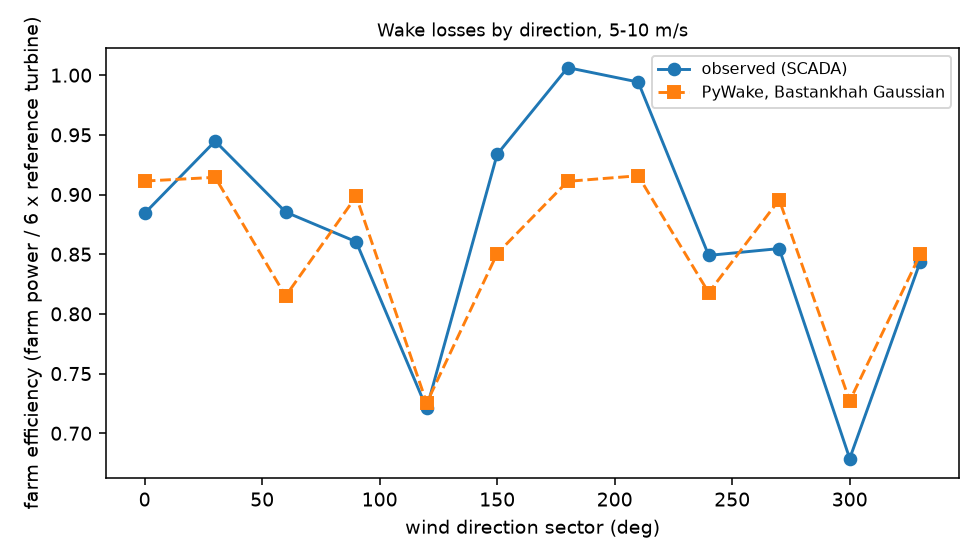 Wake losses by direction, 5-10 m/s
farm efficiency (farm power / 6 x reference turbine)
1.00
0.95
0.90
0.85
0.80
0.75
0.70
observed (SCADA)
PyWake, Bastankhah Gaussian
0 50 100 150 200 250 300
wind direction sector (deg)